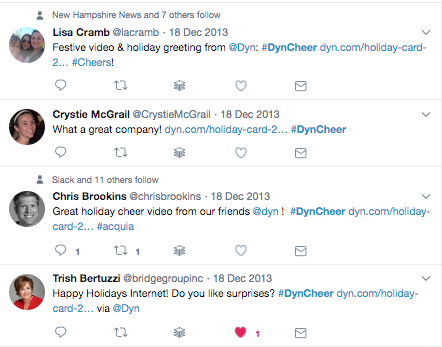 New Hampshire News and 7 others follow
Lisa Cramb @lacramb · 18 Dec 2013
Festive video & holiday greeting from @Dyn: #DynCheer dyn.com/holiday-card-
2… #Cheers!
Crystie McGrail @CrystieMcGrail · 18 Dec 2013
What a great company! dyn.com/holiday-card-2… #DynCheer
Slack and 11 others follow
Chris Brookins @chrisbrookins · 18 Dec 2013
Great holiday cheer video from our friends @dyn ! #DynCheer dyn.com/holiday-
card-2… #acquia
1 1
Trish Bertuzzi @bridgegroupinc · 18 Dec 2013
Happy Holidays Internet! Do you like surprises? #DynCheer dyn.com/holiday-
card-2… via @Dyn
1